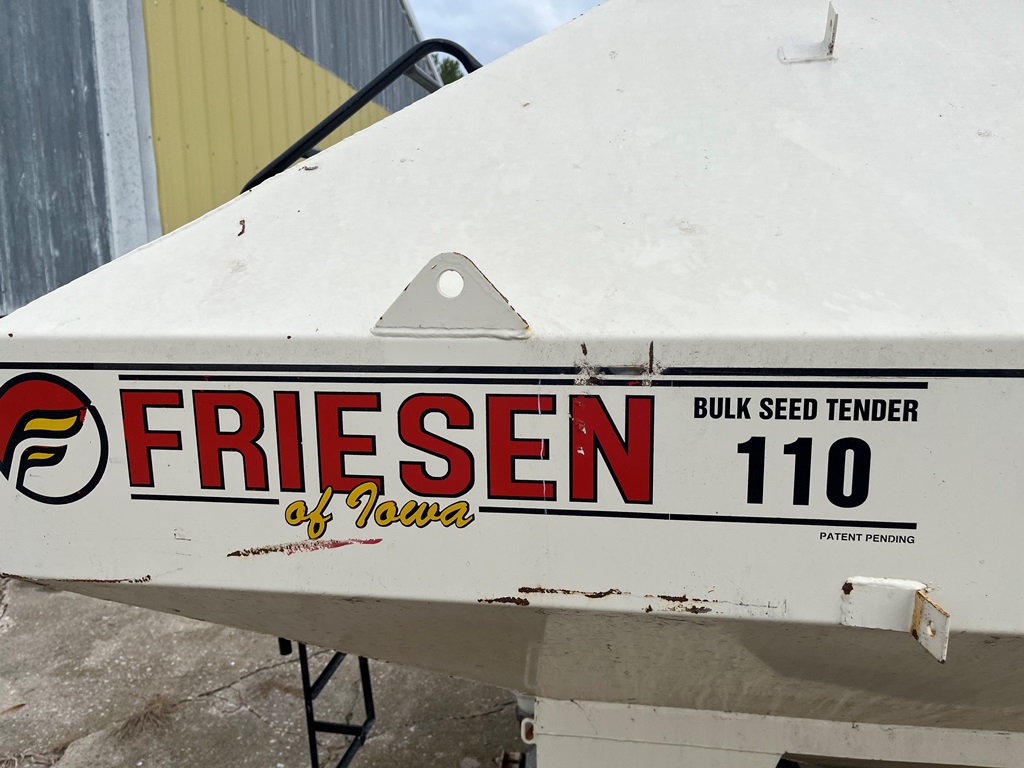 FRIESEN
of Iowa
BULK SEED TENDER
110
PATENT PENDING